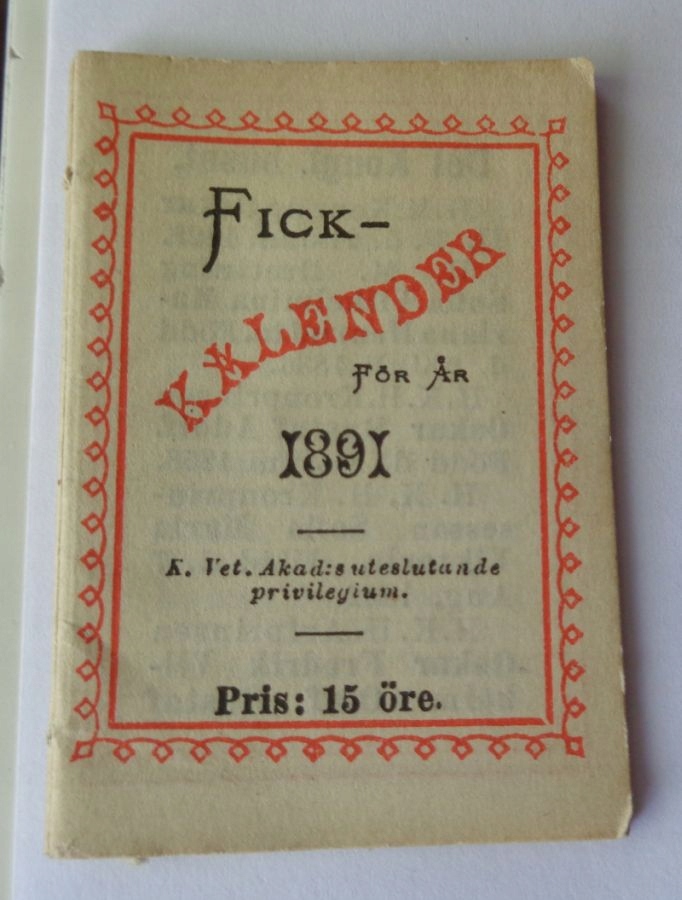 FICK-
KALENDER
FÖR ÅR
1891
K. Vet. Akad:s uteslutande
privilegium.
Pris: 15 öre.